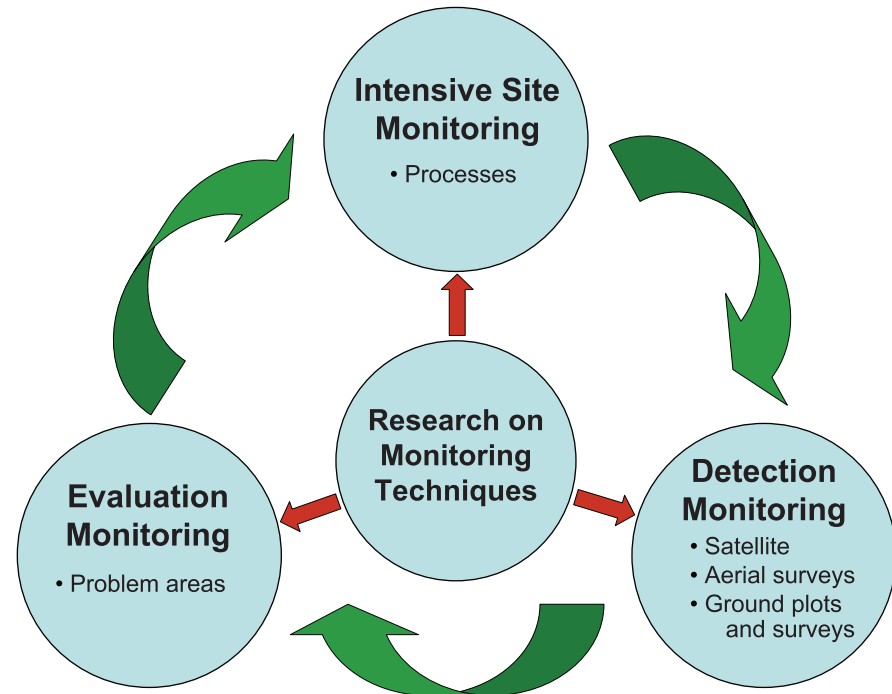 Intensive Site
Monitoring
• Processes
Research on
Monitoring
Techniques
Evaluation
Monitoring
• Problem areas
Detection
Monitoring
• Satellite
• Aerial surveys
• Ground plots
and surveys